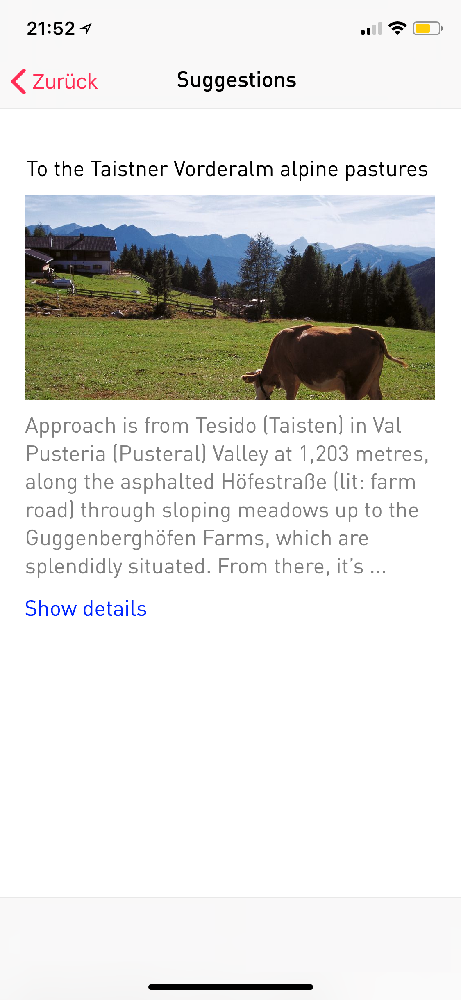 21:52
Zurück
Suggestions
To the Taistner Vorderalm alpine pastures
Approach is from Tesido (Taisten) in Val
Pusteria (Pusteral) Valley at 1,203 metres,
along the asphalted Höfestraße (lit: farm
road) through sloping meadows up to the
Guggenberghöfen Farms, which are
splendidly situated. From there, it’s ...
Show details